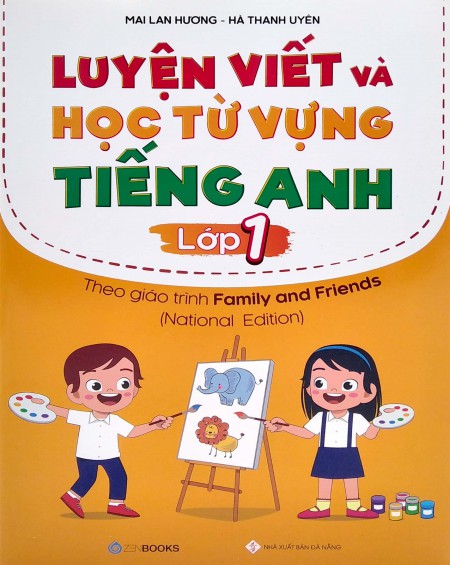 MAI LAN HƯƠNG - HÀ THANH UYÊN
LUYỆN VIẾT VÀ
HỌC TỪ VỰNG
TIẾNG ANH
Lớp 1
Theo giáo trình Family and Friends
(National Edition)
ZENBOOKS
NHÀ XUẤT BẢN ĐÀ NẴNG